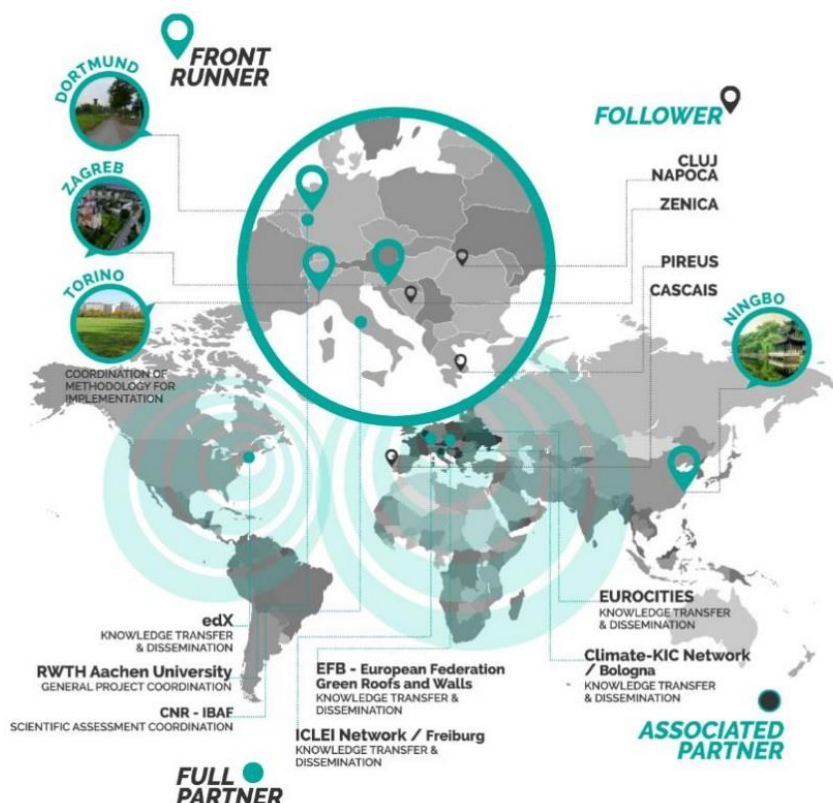 FRONT
RUNNER
DORTMUND
FOLLOWER
CLUJ
NAPOCA
ZAGREB
ZENICA
PIREUS
TORINO
CASCAIS
NINGBO
COORDINATION OF
METHODOLOGY FOR
IMPLEMENTATION
edX
KNOWLEDGE TRANSFER
& DISSEMINATION
RWTH Aachen University
GENERAL PROJECT COORDINATION
CNR - IBAF
SCIENTIFIC ASSESSMENT COORDINATION
EFB - European Federation
Green Roofs and Walls
KNOWLEDGE TRANSFER &
DISSEMINATION
ICLEI Network / Freiburg
KNOWLEDGE TRANSFER &
DISSEMINATION
EUROCITIES
KNOWLEDGE TRANSFER
& DISSEMINATION
Climate-KIC Network
/ Bologna
KNOWLEDGE TRANSFER
& DISSEMINATION
ASSOCIATED
PARTNER
FULL
PARTNER